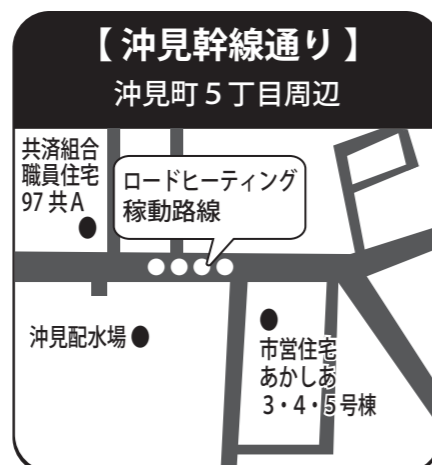 【 沖見幹線通り 】
沖見町５丁目周辺
共済組合
職員住宅
97 共 A
ロードヒーティング
稼動路線
沖見配水場
市営住宅
あかしあ
３・４・５号棟